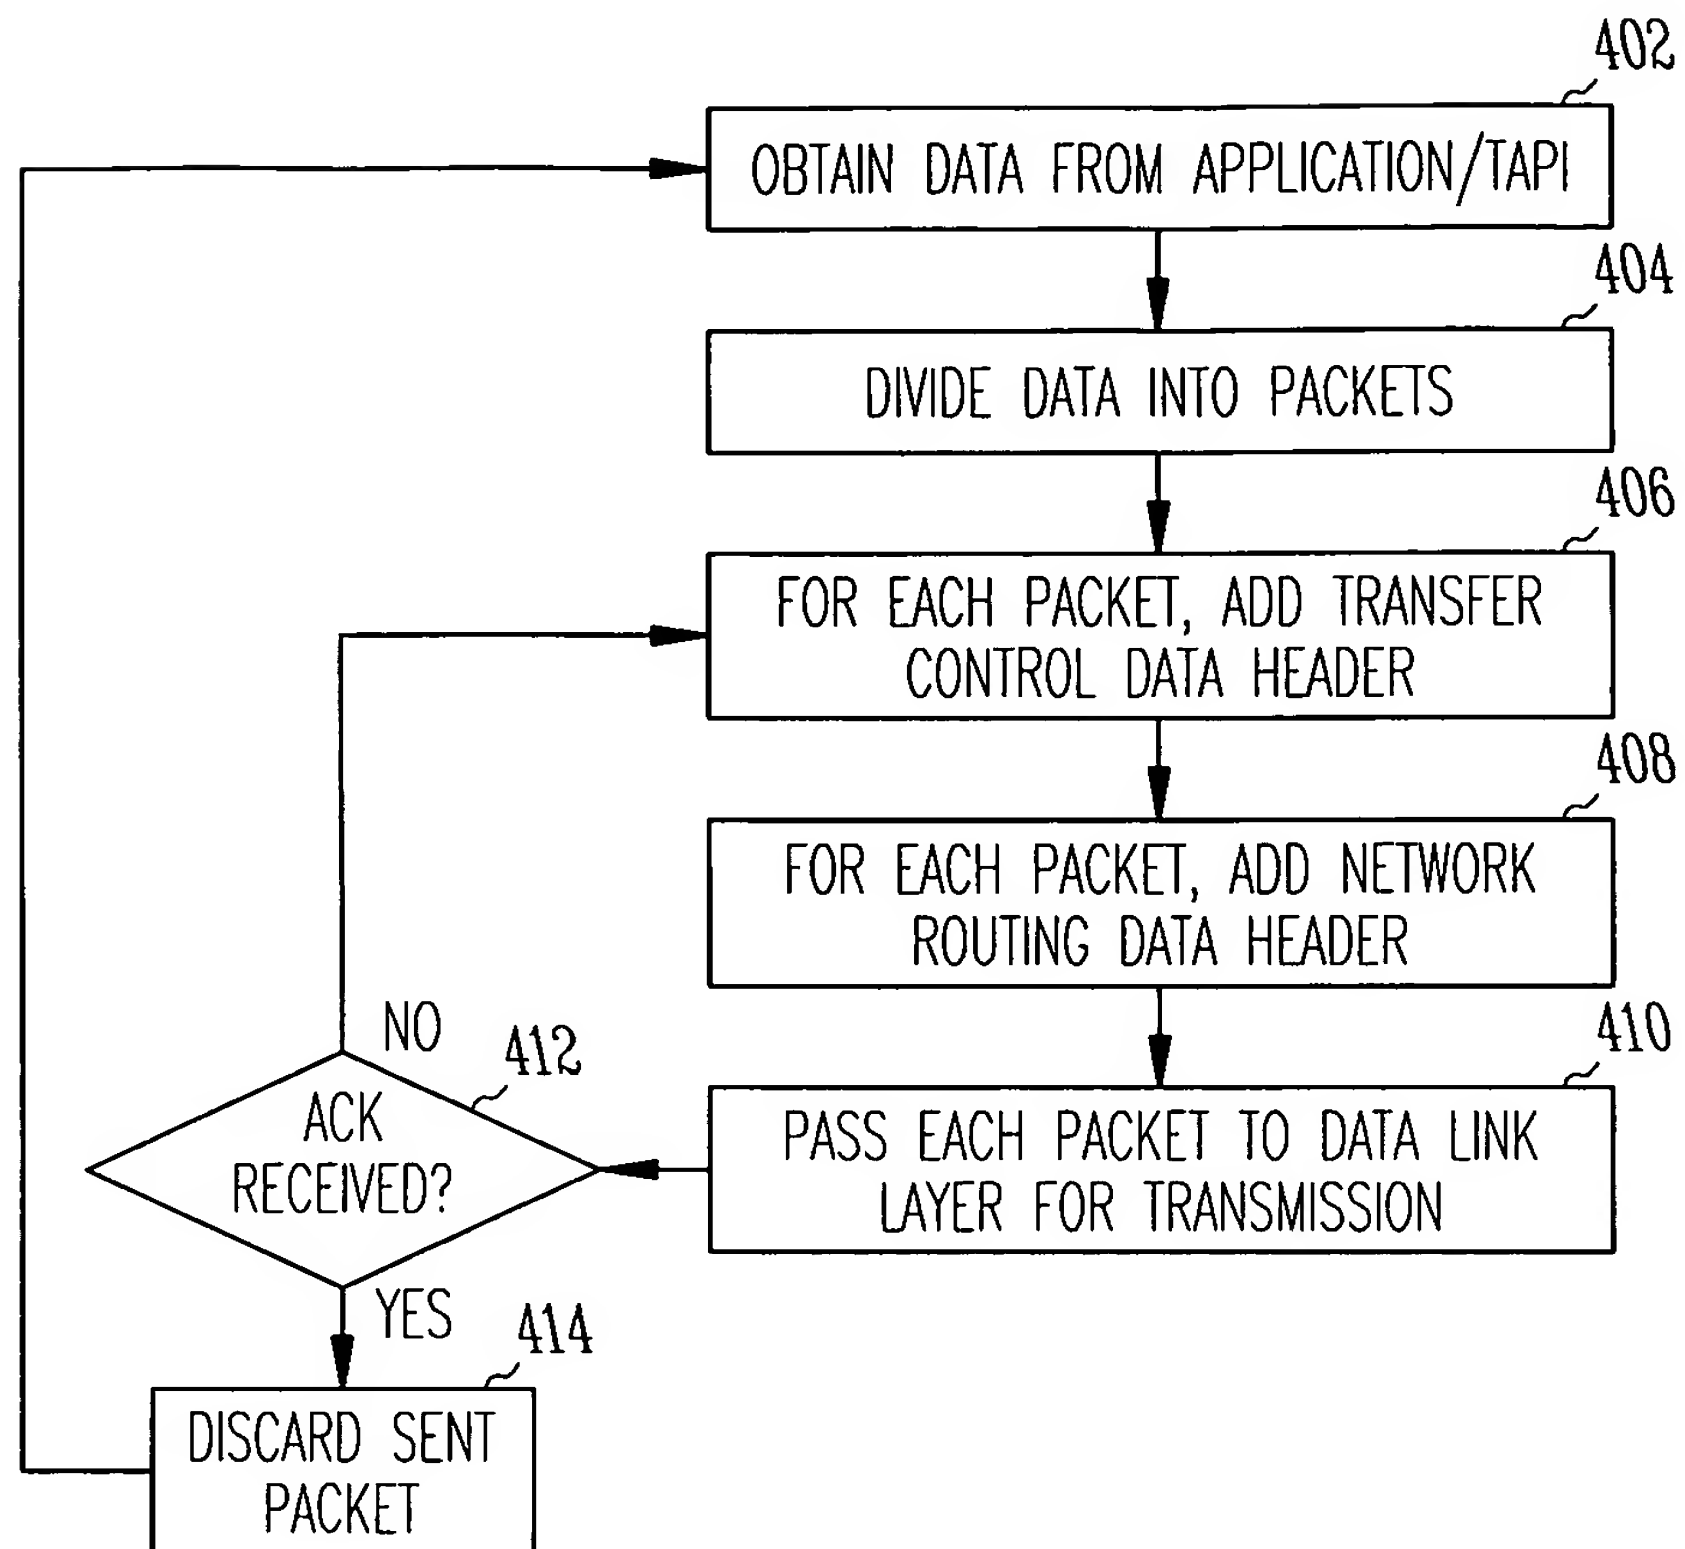 402
OBTAIN DATA FROM APPLICATION/TAPI
404
DIVIDE DATA INTO PACKETS
406
FOR EACH PACKET, ADD TRANSFER
CONTROL DATA HEADER
408
FOR EACH PACKET, ADD NETWORK
ROUTING DATA HEADER
410
PASS EACH PACKET TO DATA LINK
LAYER FOR TRANSMISSION
NO
412
ACK
RECEIVED?
YES
414
DISCARD SENT
PACKET